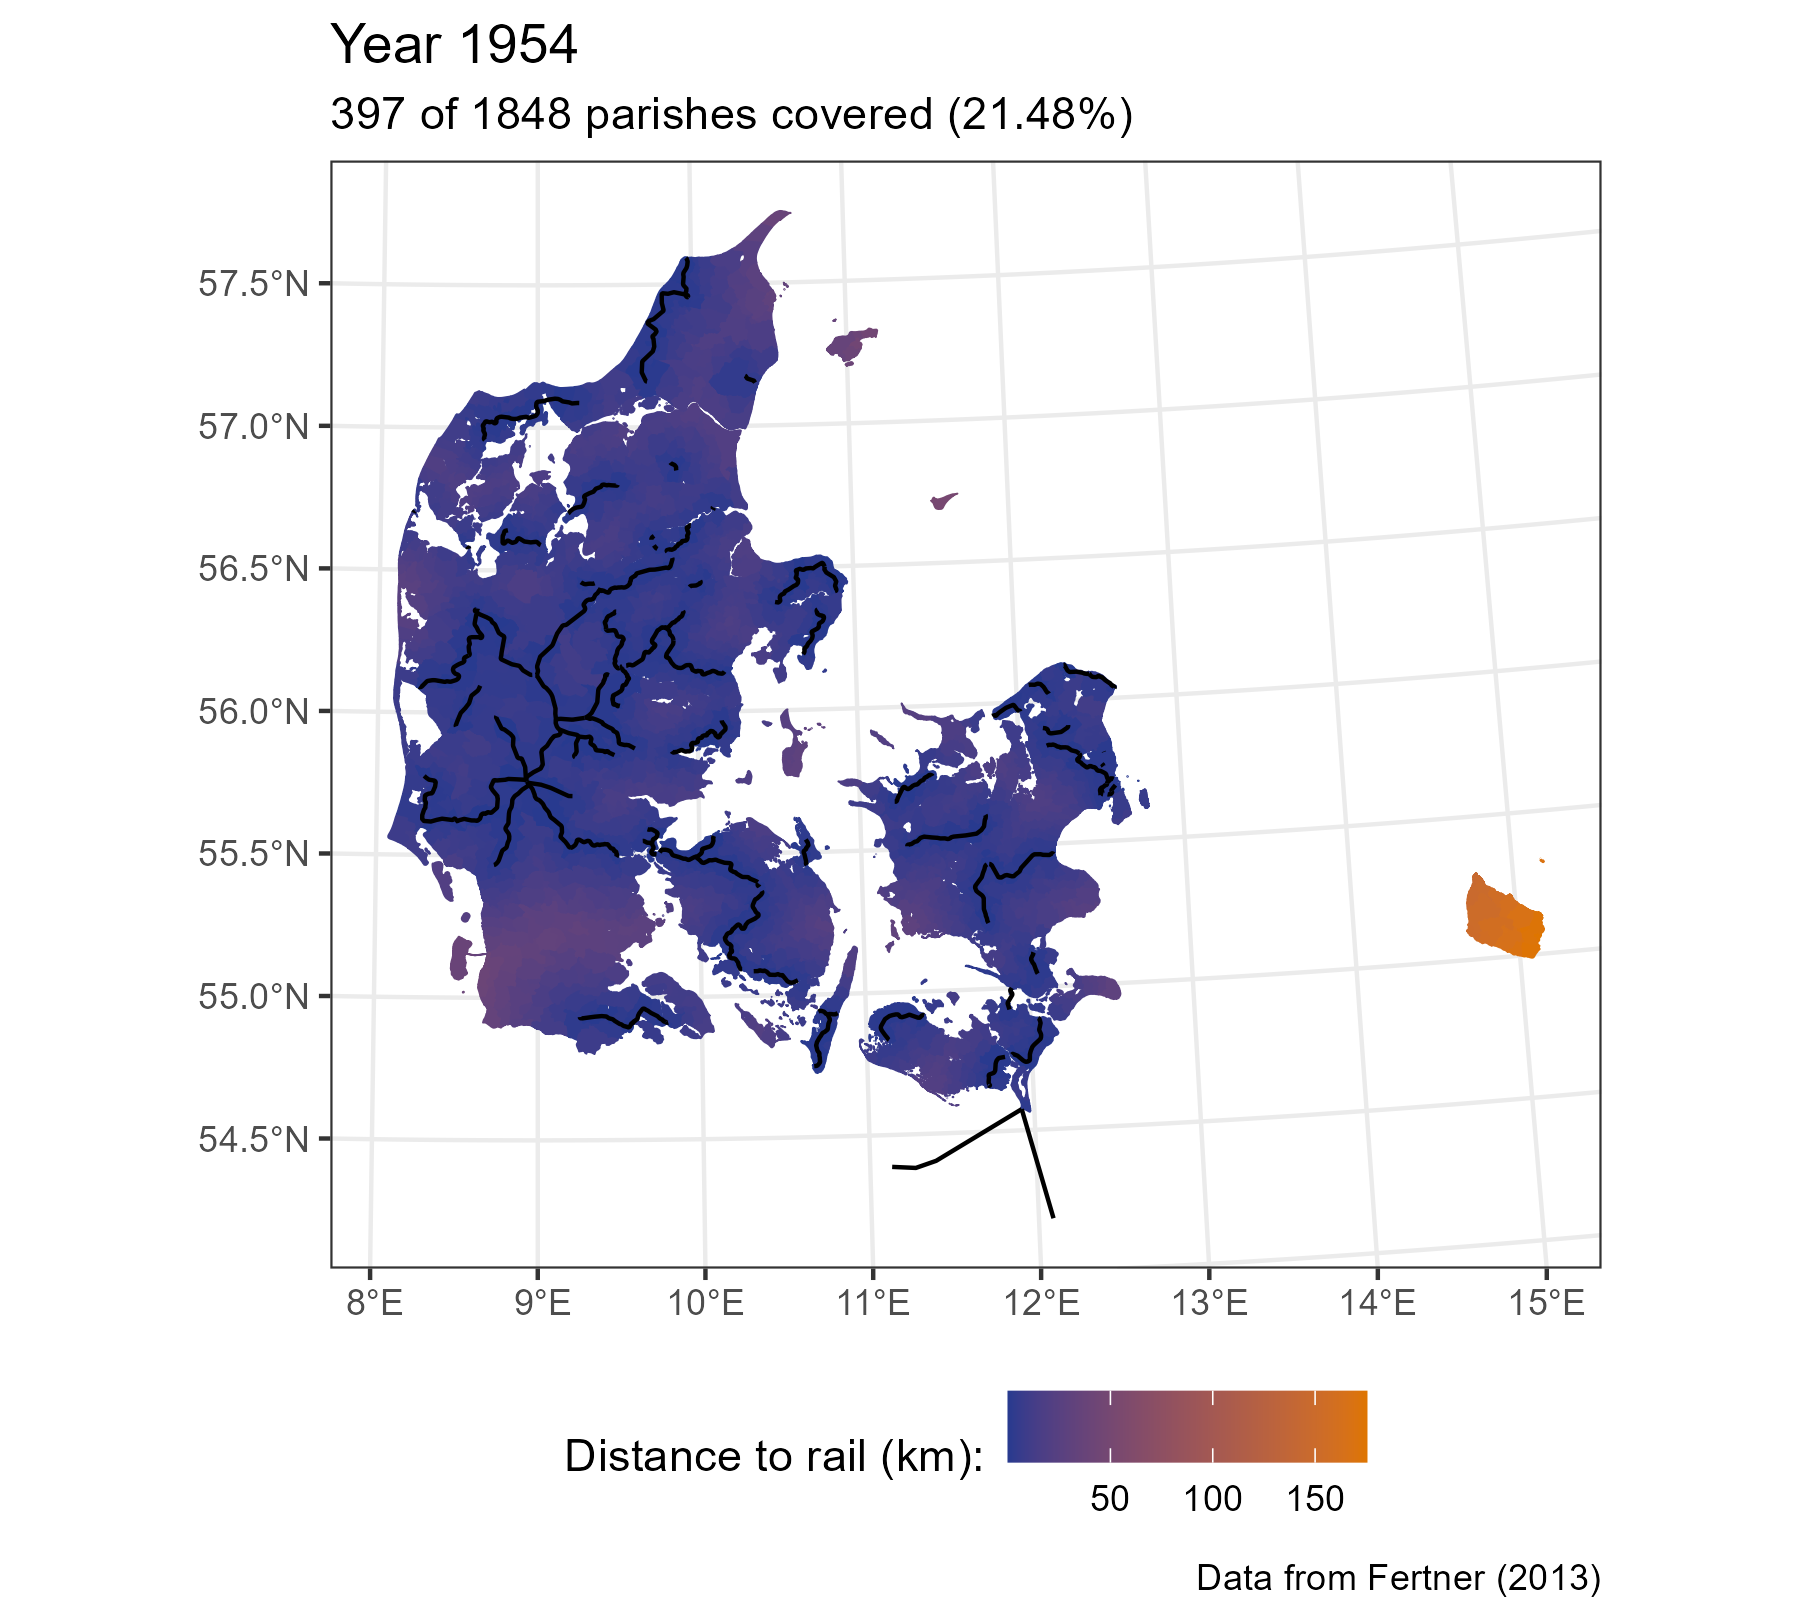 Year 1954
397 of 1848 parishes covered (21.48%)
57.5°N
57.0°N
56.5°N
56.0°N
55.5°N
55.0°N
54.5°N
8°E 9°E 10°E 11°E 12°E 13°E 14°E 15°E
Distance to rail (km):
50 100 150
Data from Fertner (2013)